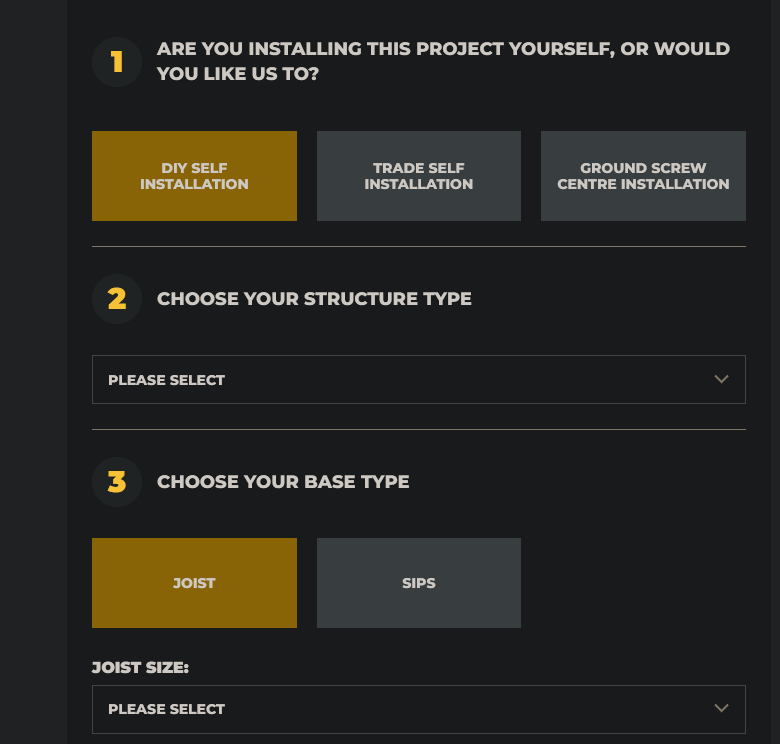 1
ARE YOU INSTALLING THIS PROJECT YOURSELF, OR WOULD
YOU LIKE US TO?
DIY SELF
INSTALLATION
TRADE SELF
INSTALLATION
GROUND SCREW
CENTRE INSTALLATION
2
CHOOSE YOUR STRUCTURE TYPE
PLEASE SELECT
3
CHOOSE YOUR BASE TYPE
JOIST
SIPS
JOIST SIZE:
PLEASE SELECT